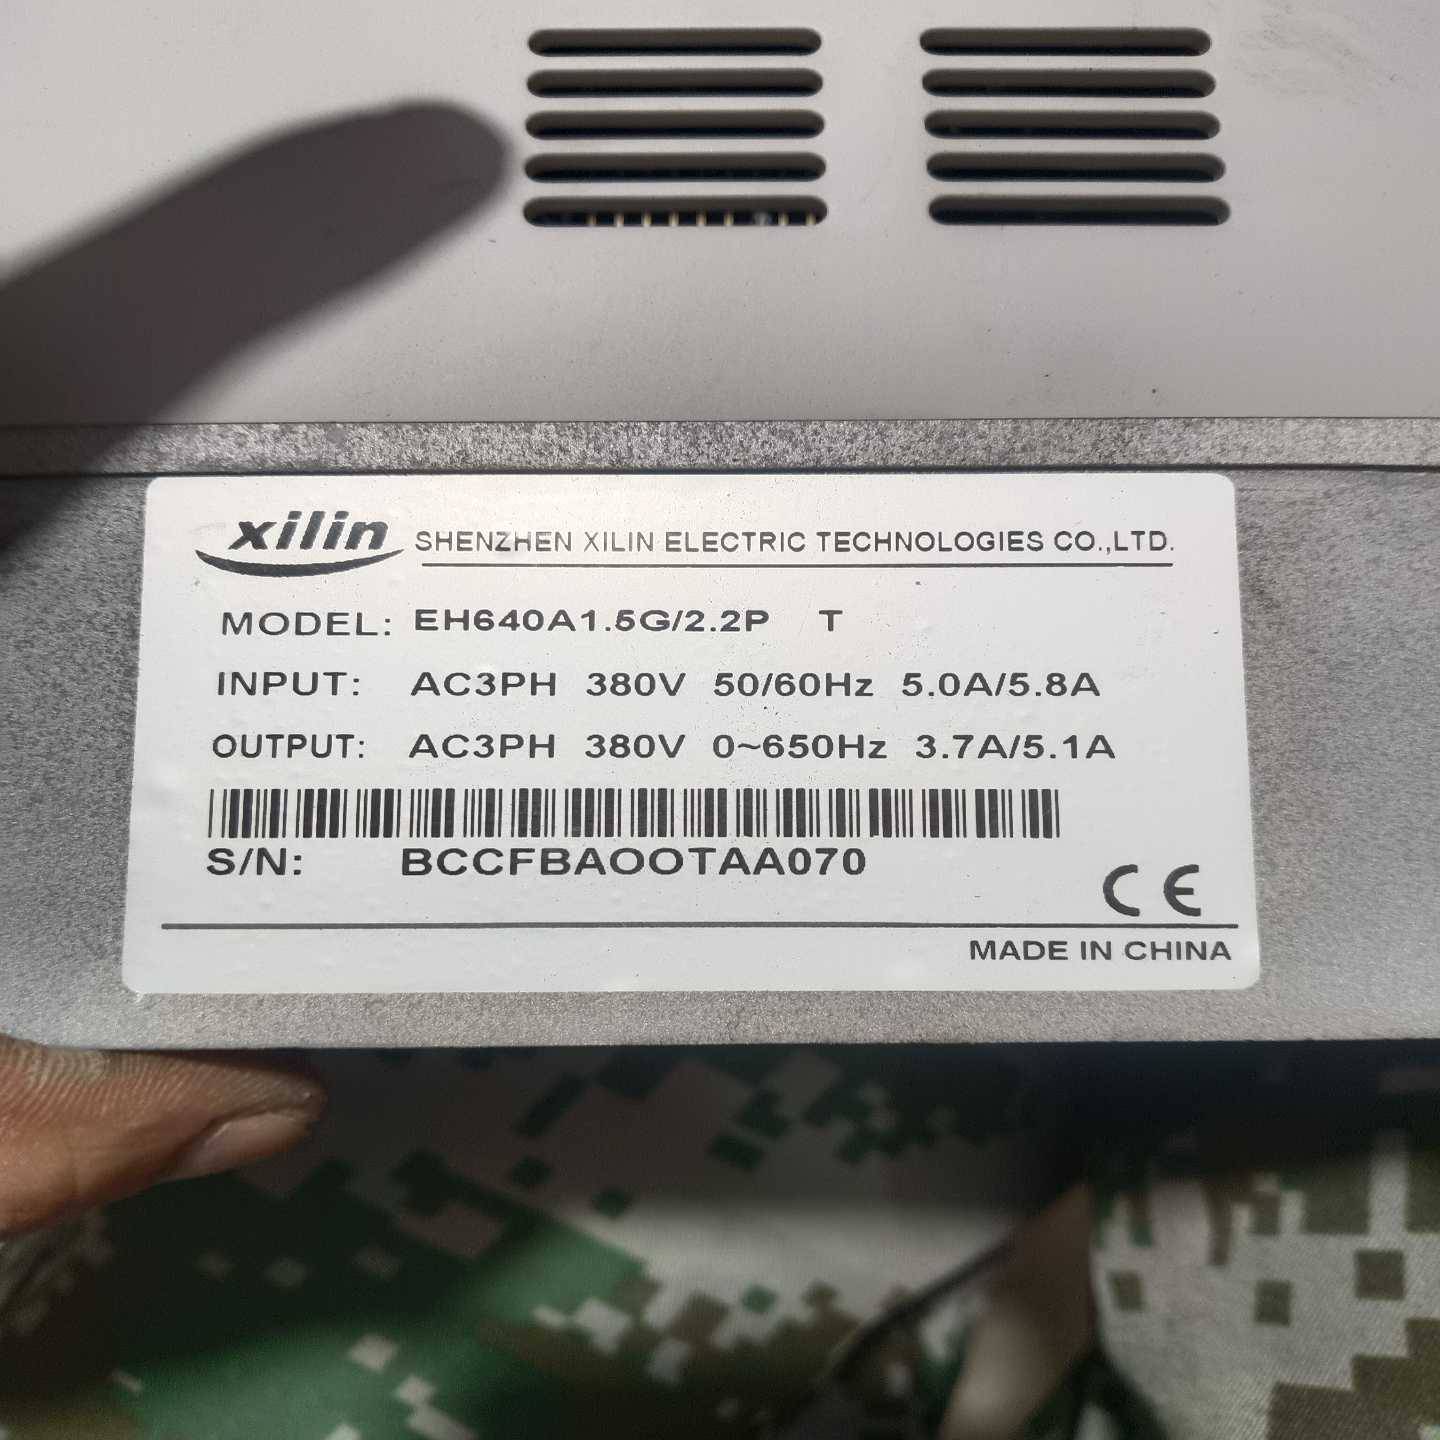 xilin SHENZHEN XILIN ELECTRIC TECHNOLOGIES CO.,LTD.
MODEL: EH640A1.5G/2.2P T
INPUT: AC3PH 380V 50/60Hz 5.0A/5.8A
OUTPUT: AC3PH 380V 0~650Hz 3.7A/5.1A
S/N: BCCFBAOOTAA070
CE
MADE IN CHINA